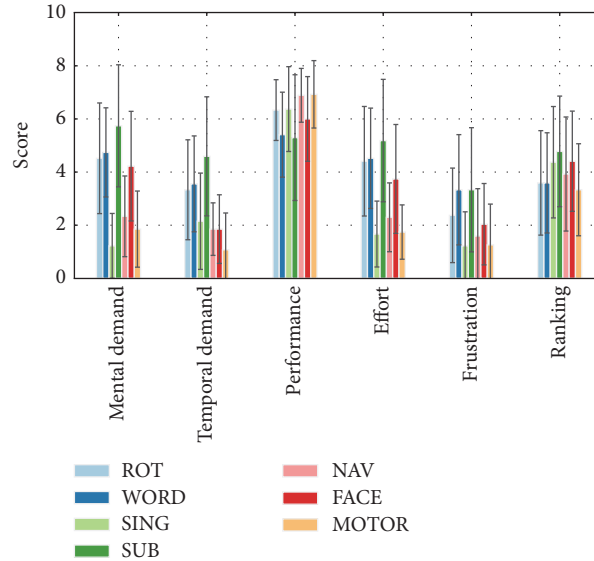 10
8
6
4
2
0
Score
Mental demand
Temporal demand
Performance
Effort
Frustration
Ranking
ROT
WORD
SING
SUB
NAV
FACE
MOTOR